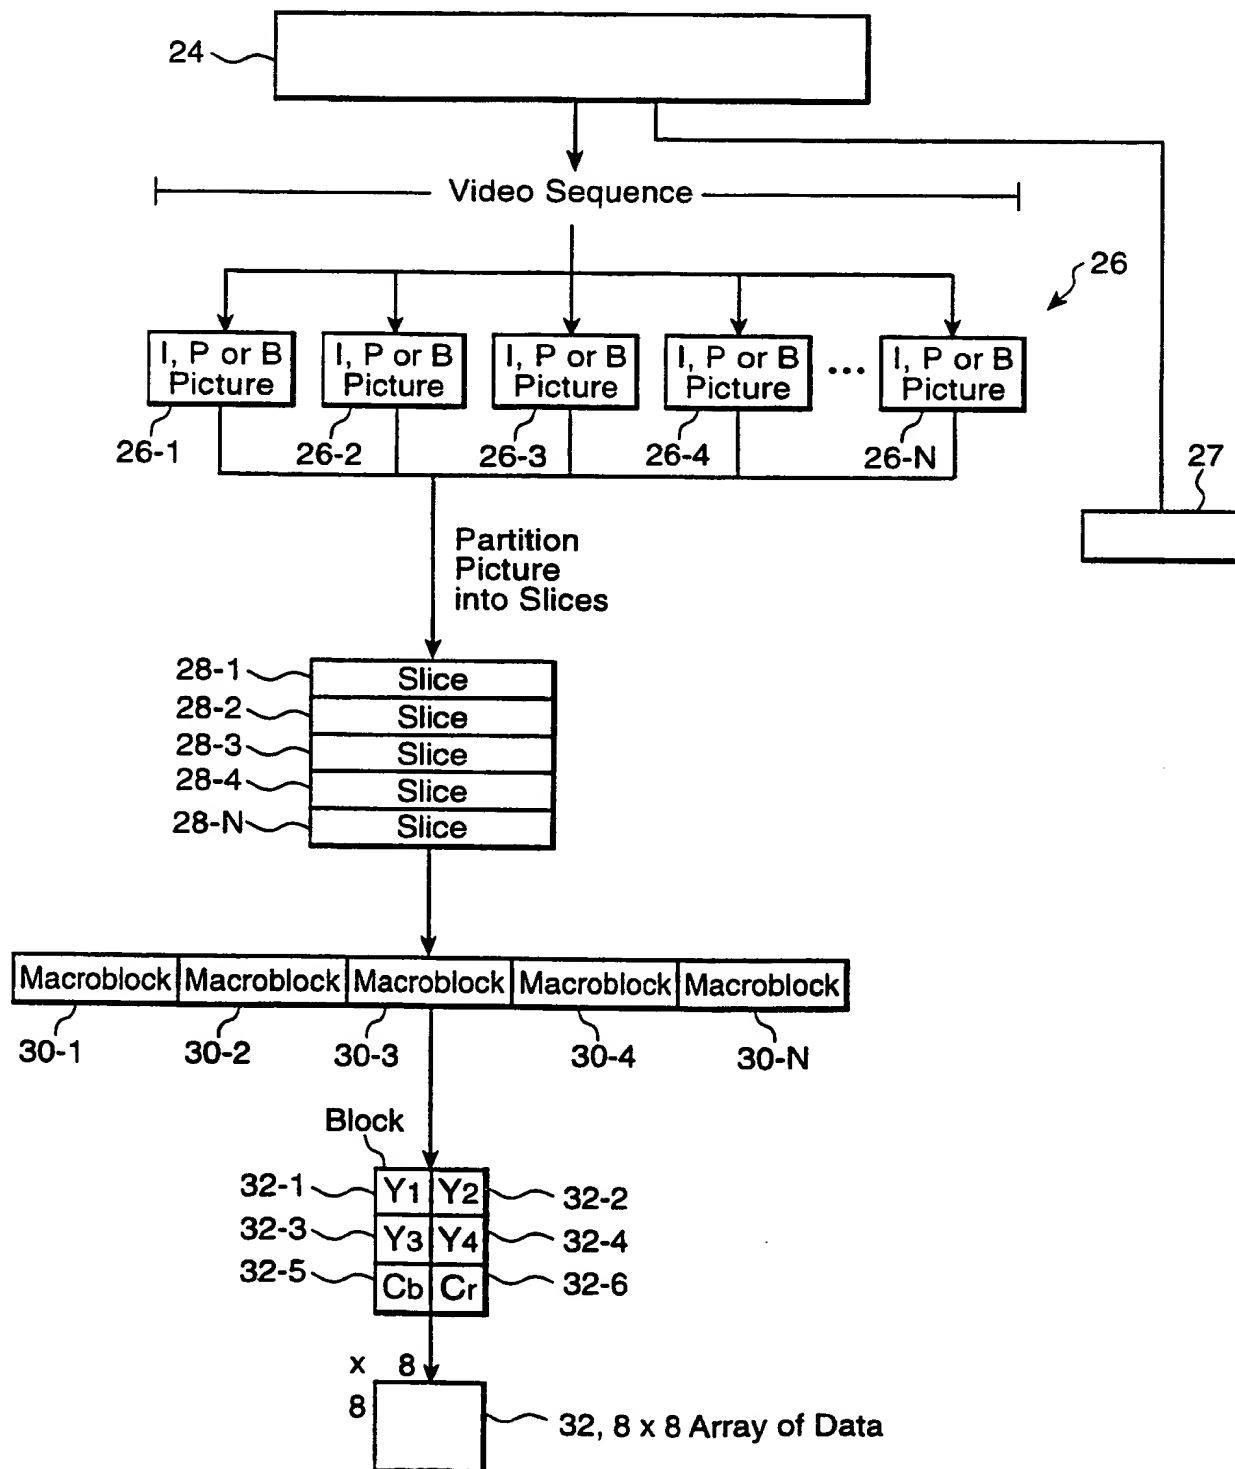 24
Video Sequence
26
I, P or B
Picture
I, P or B
Picture
I, P or B
Picture
I, P or B
Picture
...
I, P or B
Picture
26-1
26-2
26-3
26-4
26-N
27
Partition
Picture
into Slices
28-1
Slice
28-2
Slice
28-3
Slice
28-4
Slice
28-N
Slice
Macroblock
Macroblock
Macroblock
Macroblock
Macroblock
30-1
30-2
30-3
30-4
30-N
Block
32-1
Y1
Y2
32-2
32-3
Y3
Y4
32-4
32-5
Cb
Cr
32-6
x
8
8
32, 8 x 8 Array of Data